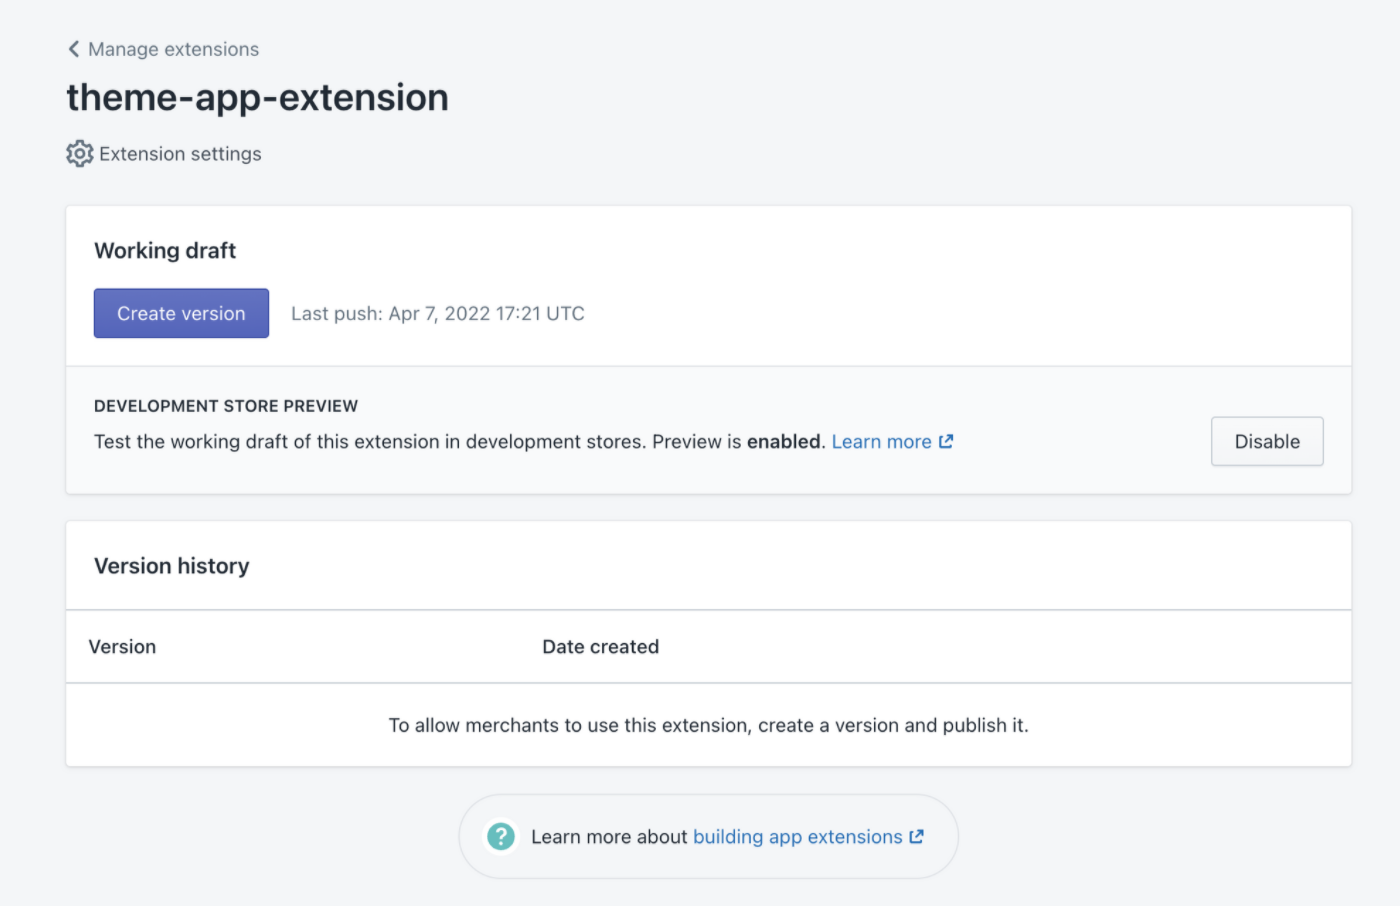 Manage extensions
theme-app-extension
Extension settings
Working draft
Create version Last push: Apr 7, 2022 17:21 UTC
DEVELOPMENT STORE PREVIEW
Test the working draft of this extension in development stores. Preview is enabled. Learn more
Disable
Version history
Version Date created
To allow merchants to use this extension, create a version and publish it.
? Learn more about building app extensions